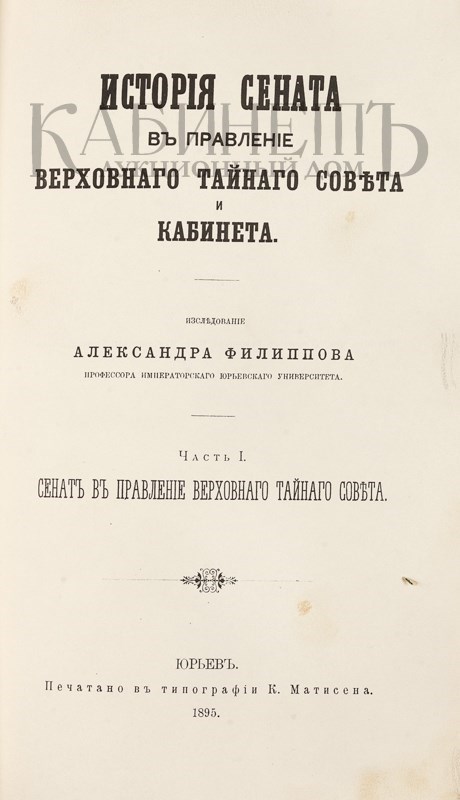 ИСТОРІЯ СЕНАТА
КАБИНЕТЪ
ВЪ ПРАВЛЕНІЕ
АУКЦИОННЫЙ ДОМ
ВЕРХОВНАГО ТАЙНАГО СОВѢТА
И
КАБИНЕТА.
ИЗСЛѢДОВАНІЕ
АЛЕКСАНДРА ФИЛИППОВА
ПРОФЕССОРА ИМПЕРАТОРСКАГО ЮРЬЕВСКАГО УНИВЕРСИТЕТА.
Часть I.
СЕНАТЪ ВЪ ПРАВЛЕНІЕ ВЕРХОВНАГО ТАЙНАГО СОВѢТА.
ЮРЬЕВЪ.
Печатано въ типографіи К. Матисена.
1895.